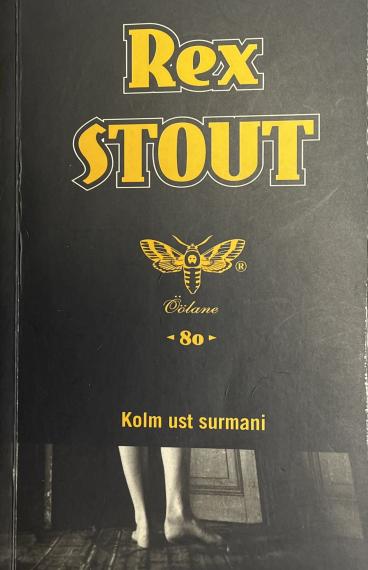 Rex
STOUT
®
Öölane
◄ 80 ►
Kolm ust surmani